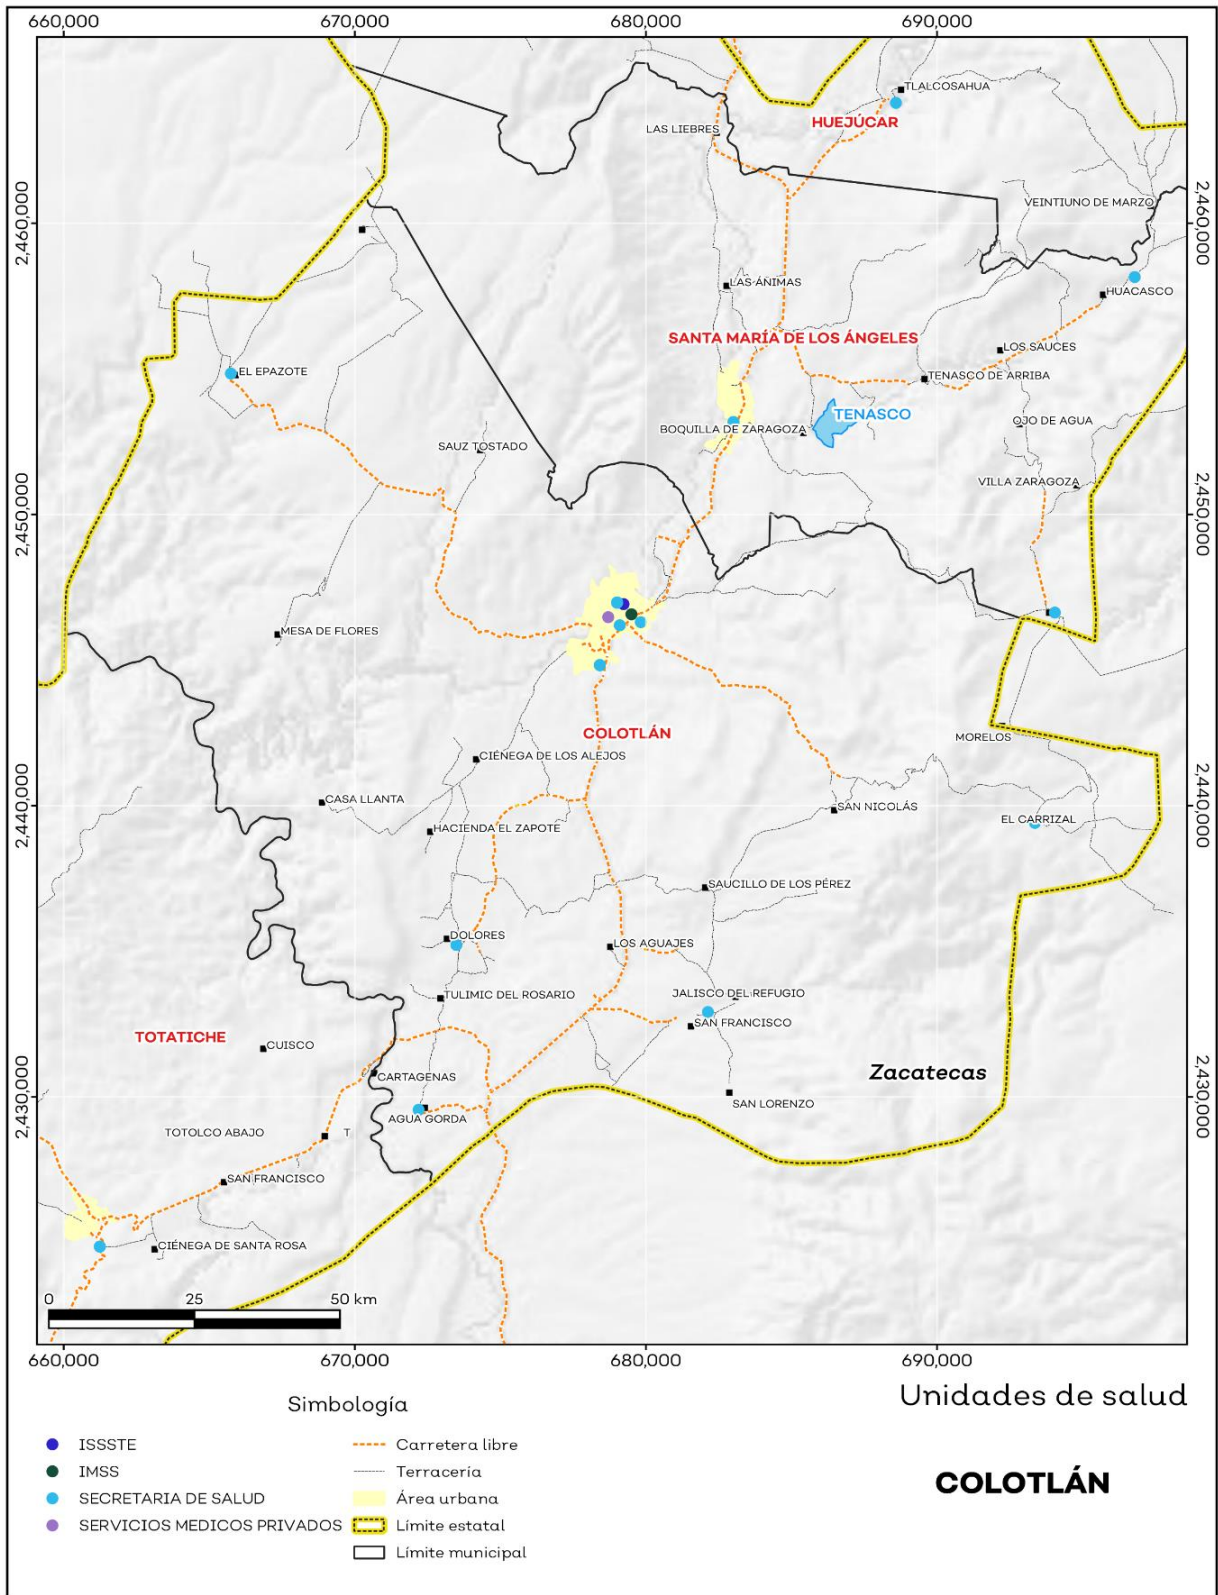 660,000
670,000
680,000
690,000
TLALCOSAHUA
HUEJÚCAR
LAS LIEBRES
2,460,000
VEINTIUNO DE MARZO
2,460,000
LAS ÁNIMAS
HUACASCO
SANTA MARÍA DE LOS ÁNGELES
LOS SAUCES
EL EPAZOTE
TENASCO DE ARRIBA
TENASCO
BOQUILLA DE ZARAGOZA
OJO DE AGUA
SAUZ TOSTADO
VILLA ZARAGOZA
2,450,000
2,450,000
MESA DE FLORES
COLOTLÁN
MORELOS
CIÉNEGA DE LOS ALEJOS
CASA LLANTA
SAN NICOLÁS
2,440,000
2,440,000
HACIENDA EL ZAPOTE
EL CARRIZAL
SAUCILLO DE LOS PÉREZ
DOLORES
LOS AGUAJES
TULIMIC DEL ROSARIO
JALISCO DEL REFUGIO
SAN FRANCISCO
TOTATICHE
CUISCO
Zacatecas
CARTAGENAS
2,430,000
2,430,000
SAN LORENZO
AGUA GORDA
TOTOLCO ABAJO
T
SAN FRANCISCO
CIÉNEGA DE SANTA ROSA
0
25
50 km
660,000
670,000
680,000
690,000
Unidades de salud
Simbología
ISSSTE
Carretera libre
IMSS
Terracería
COLOTLÁN
SECRETARIA DE SALUD
Área urbana
SERVICIOS MEDICOS PRIVADOS
Límite estatal
Límite municipal